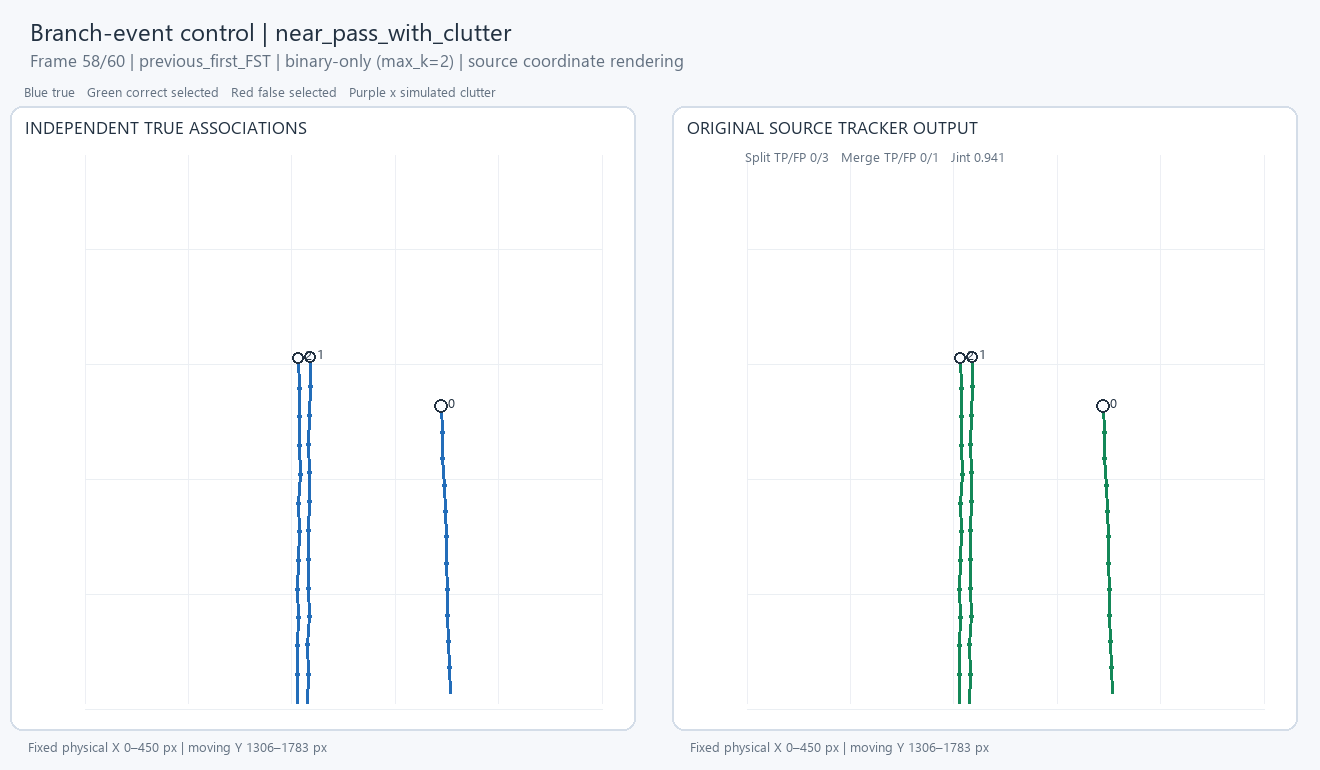 Branch-event control | near_pass_with_clutter
Frame 58/60 | previous_first_FST | binary-only (max_k=2) | source coordinate rendering
Blue true Green correct selected Red false selected Purple x simulated clutter
INDEPENDENT TRUE ASSOCIATIONS
2 1
0
Fixed physical X 0–450 px | moving Y 1306–1783 px
ORIGINAL SOURCE TRACKER OUTPUT
Split TP/FP 0/3 Merge TP/FP 0/1 Jint 0.941
2 1
0
Fixed physical X 0–450 px | moving Y 1306–1783 px